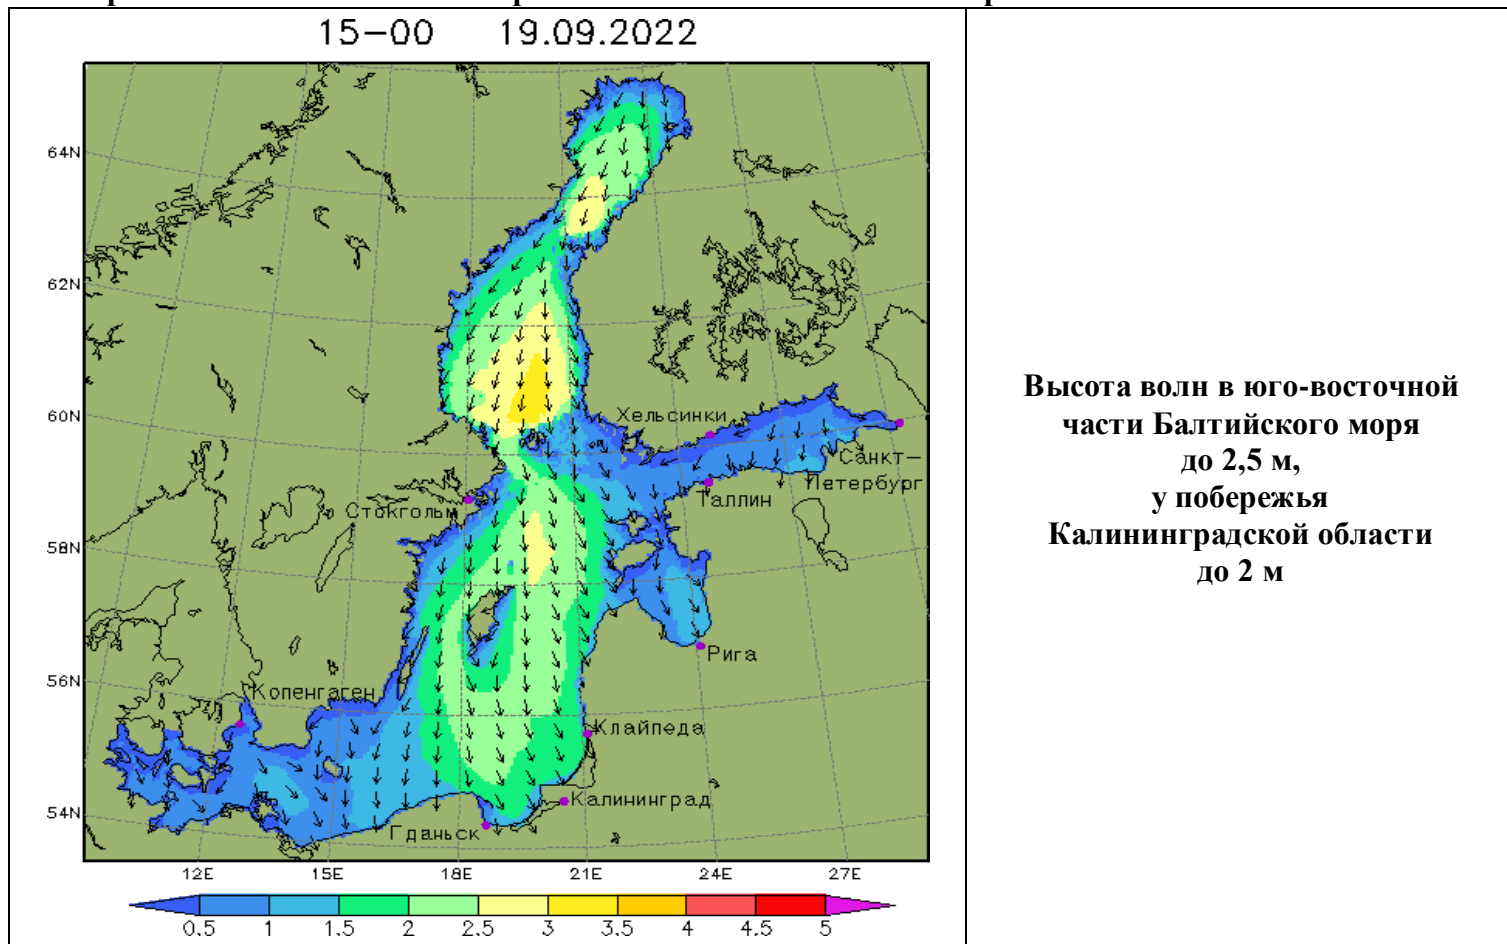 15-00 19.09.2022
64N
62N
60N
58N
56N
54N
Хельсинки
Санкт-
Петербург
Таллин
Стокгольм
Рига
Копенгаген
Клайпеда
Калининград
Гданьск
12E 15E 18E 21E 24E 27E
0.5 1 1.5 2 2.5 3 3.5 4 4.5 5
Высота волн в юго-восточной
части Балтийского моря
до 2,5 м,
у побережья
Калининградской области
до 2 м